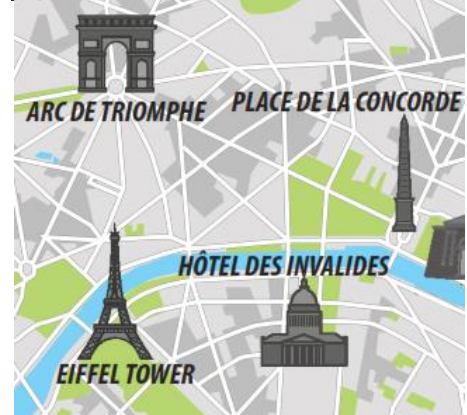 ARC DE TRIOMPHE
PLACE DE LA CONCORDE
HÔTEL DES INVALIDES
EIFFEL TOWER